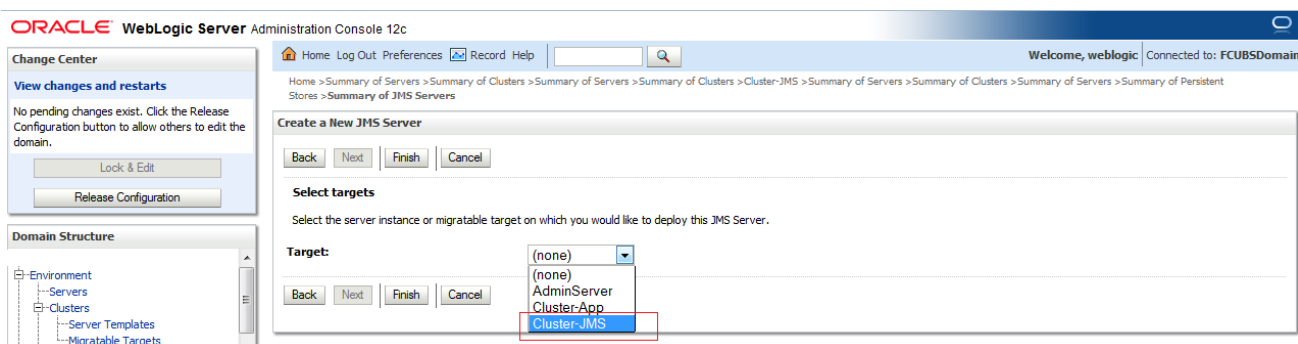 ORACLE WebLogic Server Administration Console 12c
Change Center
View changes and restarts
No pending changes exist. Click the Release
Configuration button to allow others to edit the
domain.
Lock & Edit
Release Configuration
Domain Structure
Environment
Servers
Clusters
Server Templates
Migratable Targets
Home Log Out Preferences Record Help
Welcome, weblogic Connected to: FCUBSDomain
Home >Summary of Servers >Summary of Clusters >Summary of Servers >Summary of Clusters >Cluster-JMS >Summary of Servers >Summary of Clusters >Summary of Servers >Summary of Persistent
Stores >Summary of JMS Servers
Create a New JMS Server
Back Next Finish Cancel
Select targets
Select the server instance or migratable target on which you would like to deploy this JMS Server.
Target: (none)
(none)
AdminServer
Cluster-App
Cluster-JMS
Back Next Finish Cancel